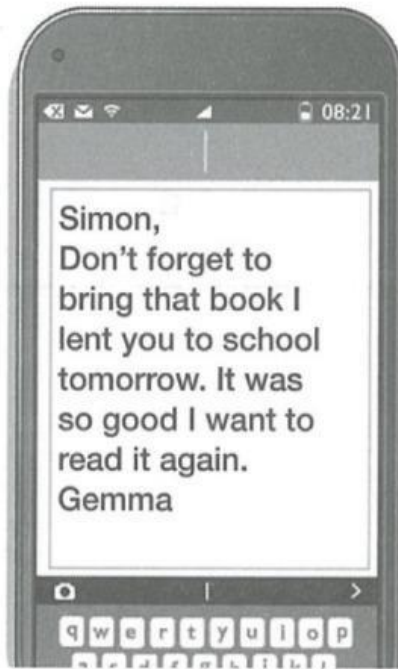 08:21
Simon,
Don't forget to
bring that book I
lent you to school
tomorrow. It was
so good I want to
read it again.
Gemma
q w e r t y u i o p